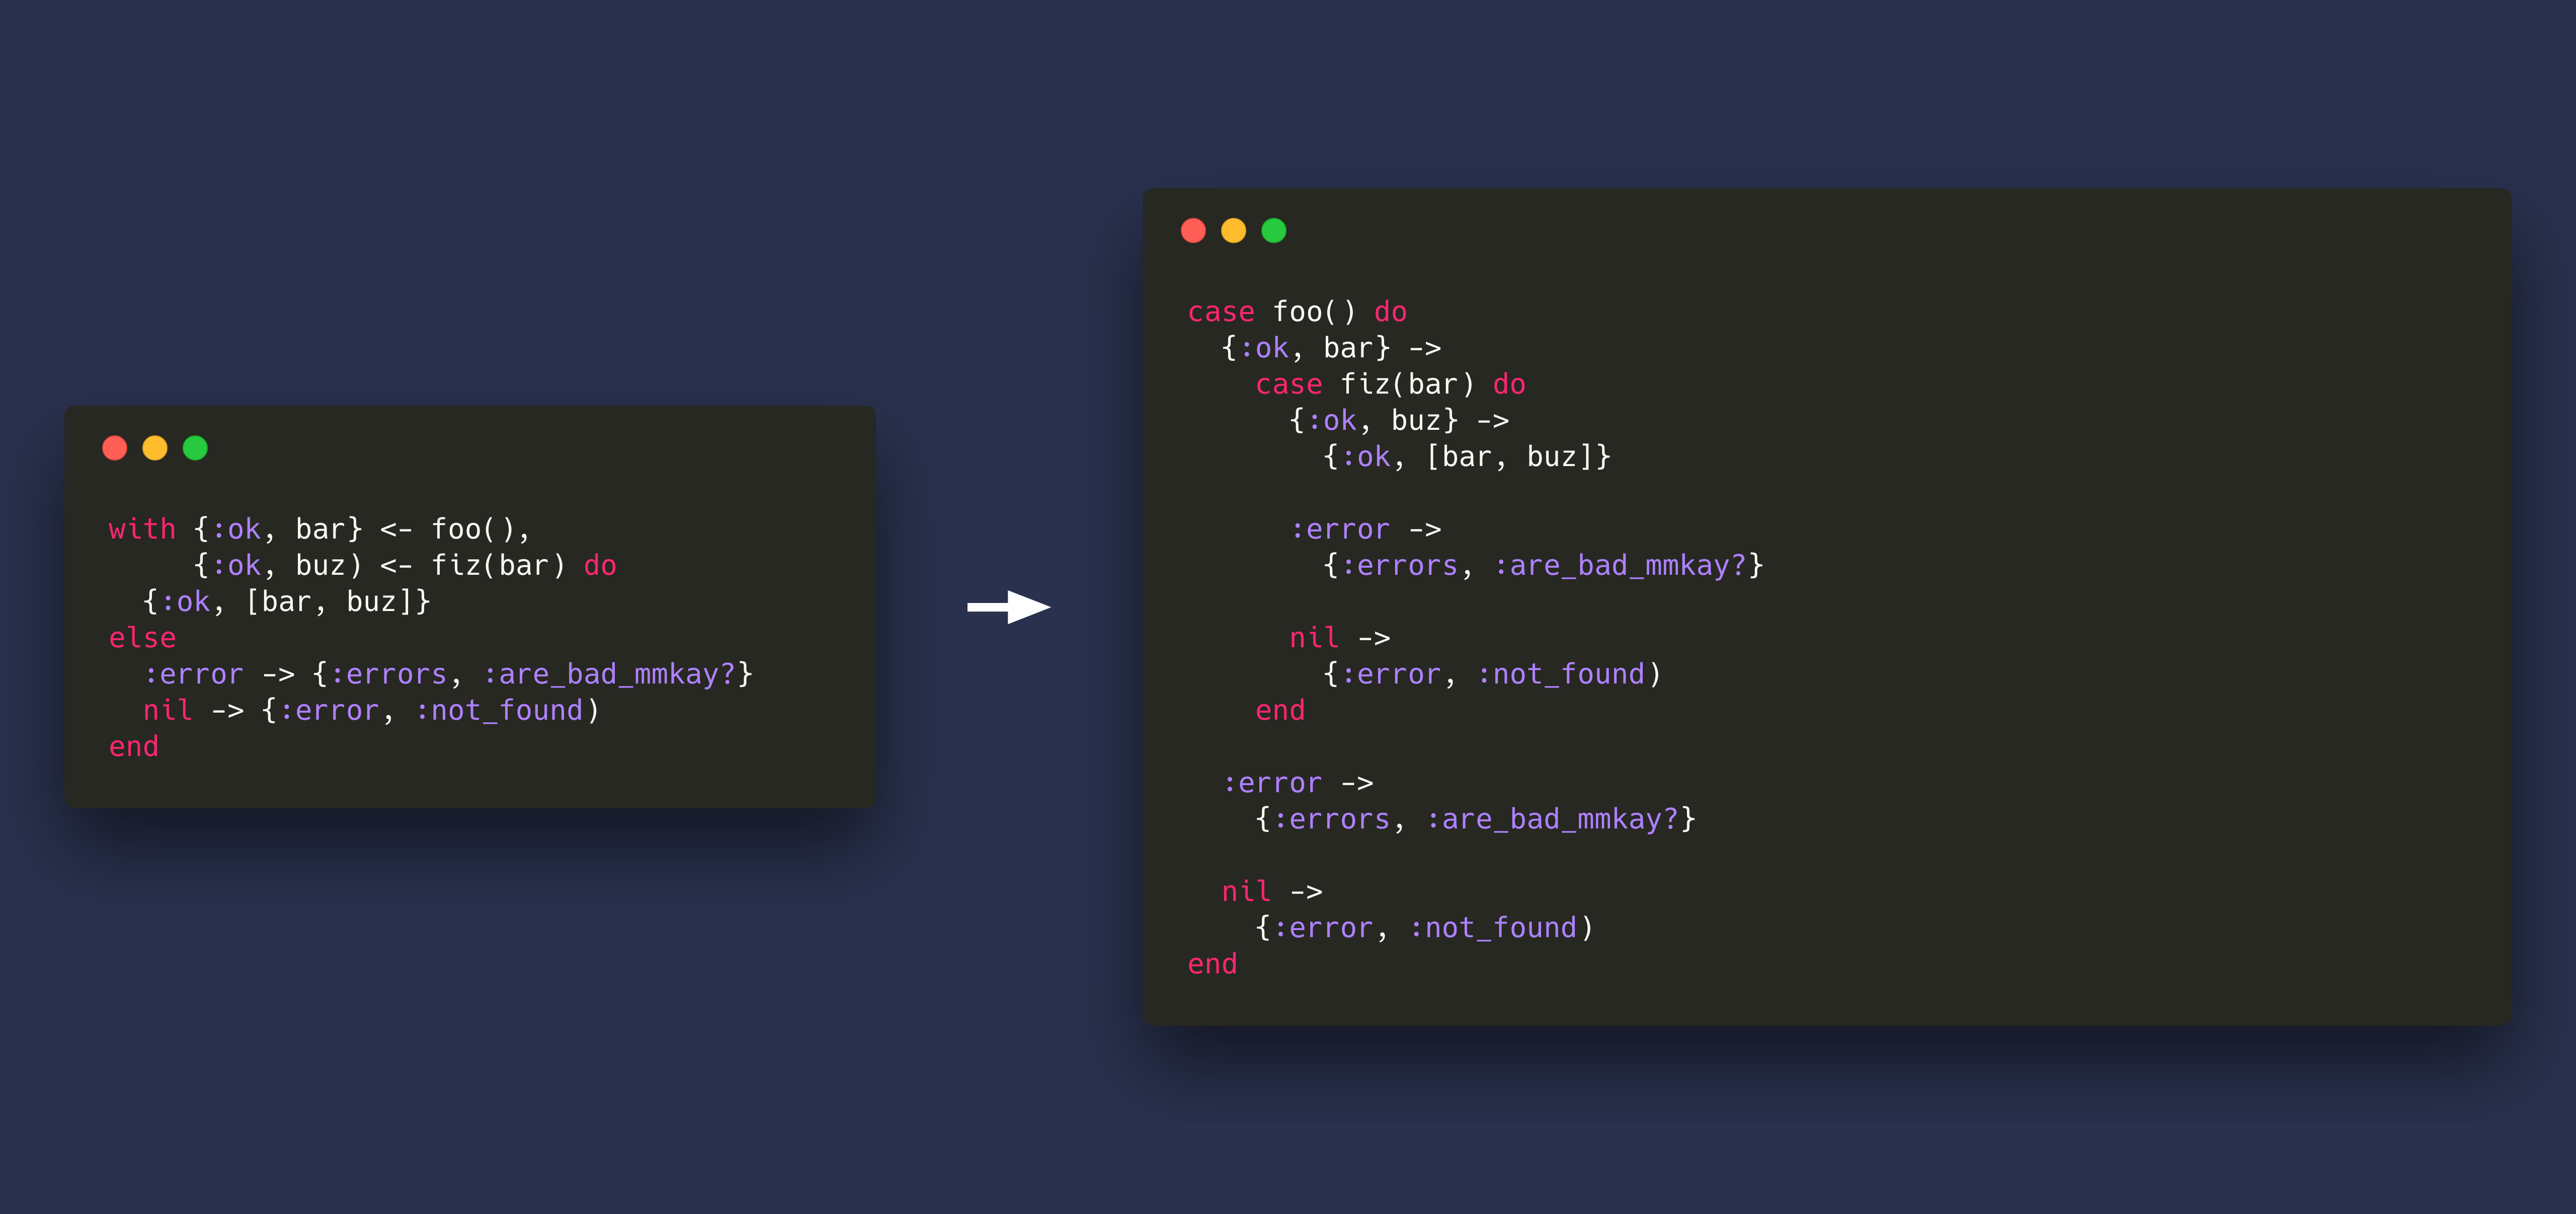 with {:ok, bar} <- foo(),
     {:ok, buz) <- fiz(bar) do
  {:ok, [bar, buz]}
else
  :error -> {:errors, :are_bad_mmkay?}
  nil -> {:error, :not_found)
end
case foo() do
  {:ok, bar} ->
    case fiz(bar) do
      {:ok, buz} ->
        {:ok, [bar, buz]}
      :error ->
        {:errors, :are_bad_mmkay?}
      nil ->
        {:error, :not_found)
    end
  :error ->
    {:errors, :are_bad_mmkay?}
  nil ->
    {:error, :not_found)
end